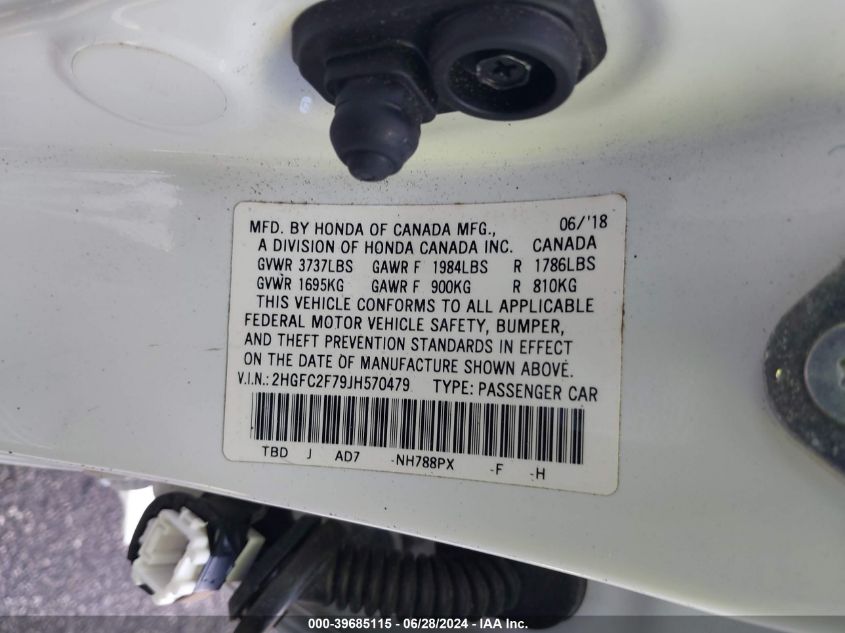 MFD. BY HONDA OF CANADA MFG., 06/'18
A DIVISION OF HONDA CANADA INC. CANADA
GVWR 3737LBS GAWR F 1984LBS R 1786LBS
GVWR 1695KG GAWR F 900KG R 810KG
THIS VEHICLE CONFORMS TO ALL APPLICABLE
FEDERAL MOTOR VEHICLE SAFETY, BUMPER,
AND THEFT PREVENTION STANDARDS IN EFFECT
ON THE DATE OF MANUFACTURE SHOWN ABOVE.
V.I.N.: 2HGFC2F79JH570479 TYPE: PASSENGER CAR
TBD J AD7 -NH788PX -F -H
000-39685115 - 06/28/2024 - IAA Inc.